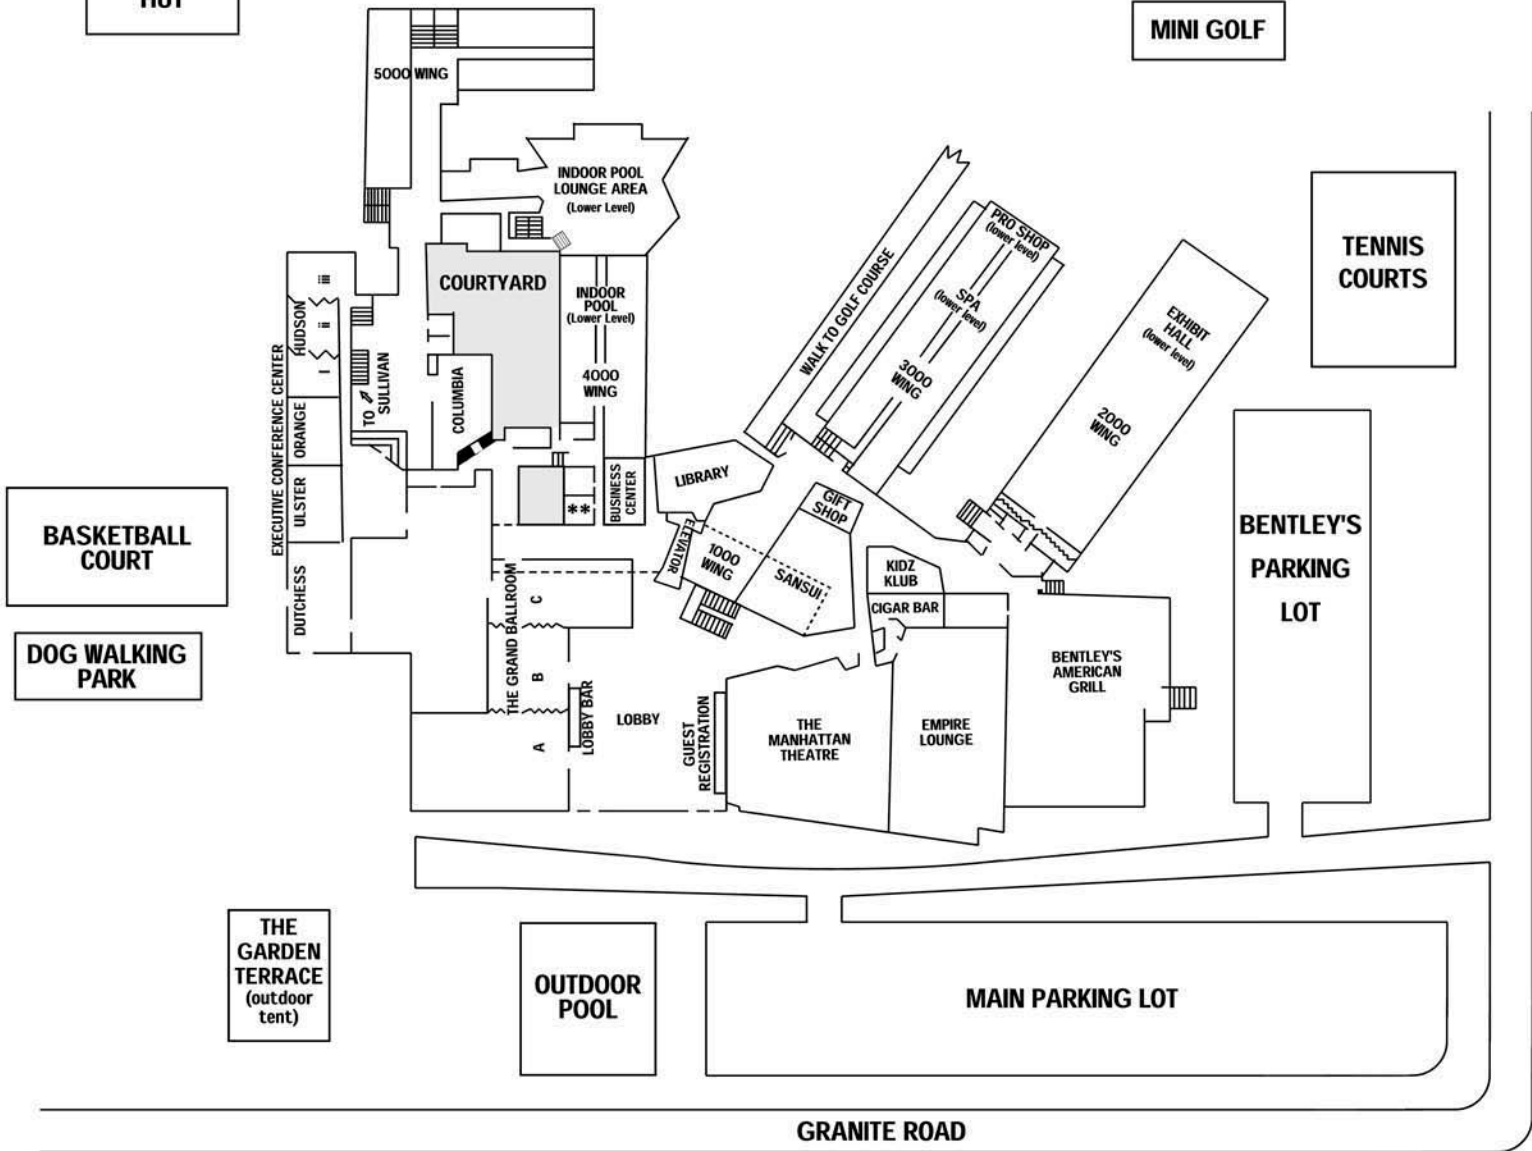 HUT
MINI GOLF
5000 WING
INDOOR POOL
LOUNGE AREA
(Lower Level)
COURTYARD
INDOOR
POOL
(Lower Level)
4000
WING
PRO SHOP
(lower level)
SPA
(lower level)
3000
WING
WALK TO GOLF COURSE
EXHIBIT
HALL
(lower level)
2000
WING
TENNIS
COURTS
EXECUTIVE CONFERENCE CENTER
HUDSON
iii
ii
I
ORANGE
ULSTER
DUTCHESS
TO
SULLIVAN
COLUMBIA
**
BUSINESS
CENTER
LIBRARY
ELEVATOR
1000
WING
GIFT
SHOP
SANSUI
KIDZ
KLUB
CIGAR BAR
BENTLEY'S
AMERICAN
GRILL
BENTLEY'S
PARKING
LOT
BASKETBALL
COURT
DOG WALKING
PARK
THE GRAND BALLROOM
C
B
A
LOBBY BAR
LOBBY
GUEST
REGISTRATION
THE
MANHATTAN
THEATRE
EMPIRE
LOUNGE
THE
GARDEN
TERRACE
(outdoor
tent)
OUTDOOR
POOL
MAIN PARKING LOT
GRANITE ROAD